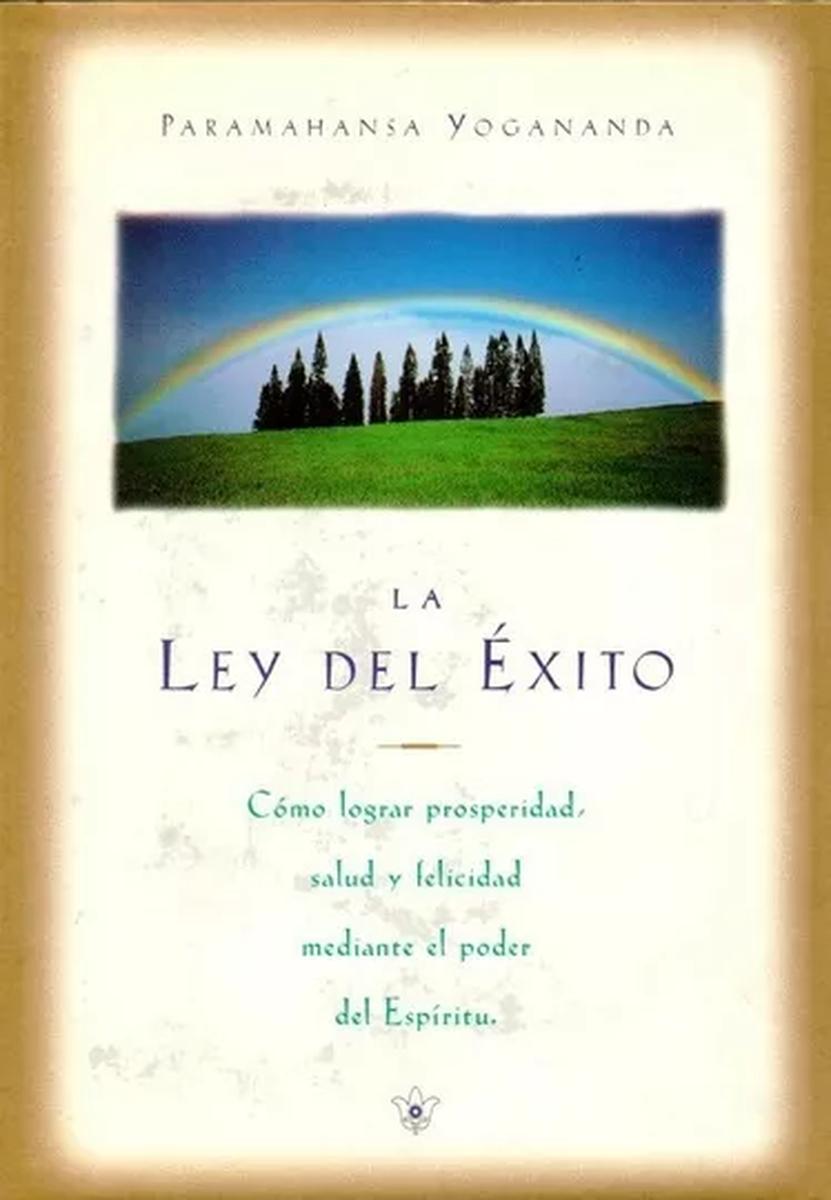 PARAMAHANSA YOGANANDA
LA
LEY DEL ÉXITO
Cómo lograr prosperidad,
salud y felicidad
mediante el poder
del Espíritu.